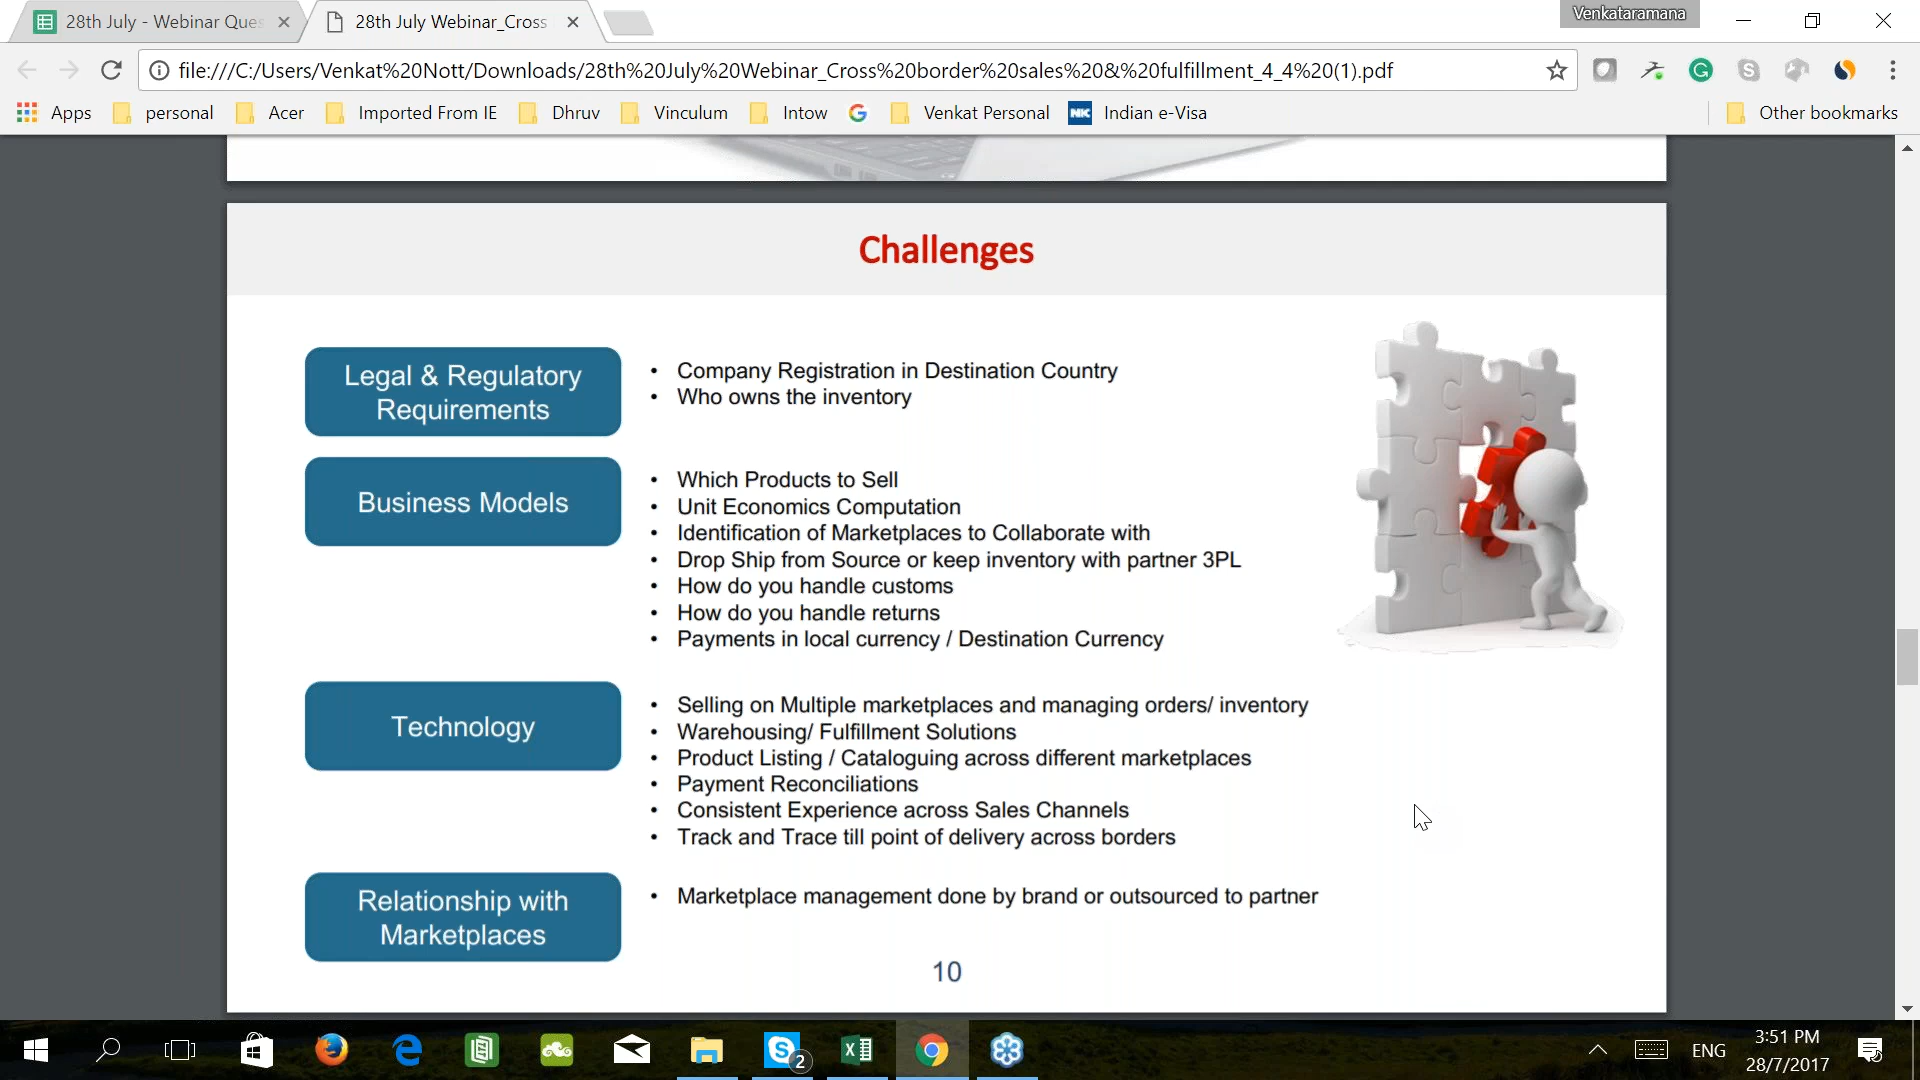 28th July - Webinar Ques
28th July Webinar_Cross
Venkataramana
file:///C:/Users/Venkat%20Nott/Downloads/28th%20July%20Webinar_Cross%20border%20sales%20&%20fulfillment_4_4%20(1).pdf
Apps personal Acer Imported From IE Dhruv Vinculum Intow Venkat Personal NIC Indian e-Visa Other bookmarks
Challenges
Legal & Regulatory
Requirements
• Company Registration in Destination Country
• Who owns the inventory
Business Models
• Which Products to Sell
• Unit Economics Computation
• Identification of Marketplaces to Collaborate with
• Drop Ship from Source or keep inventory with partner 3PL
• How do you handle customs
• How do you handle returns
• Payments in local currency / Destination Currency
Technology
• Selling on Multiple marketplaces and managing orders/ inventory
• Warehousing/ Fulfillment Solutions
• Product Listing / Cataloguing across different marketplaces
• Payment Reconciliations
• Consistent Experience across Sales Channels
• Track and Trace till point of delivery across borders
Relationship with
Marketplaces
• Marketplace management done by brand or outsourced to partner
10
2
ENG
3:51 PM
28/7/2017